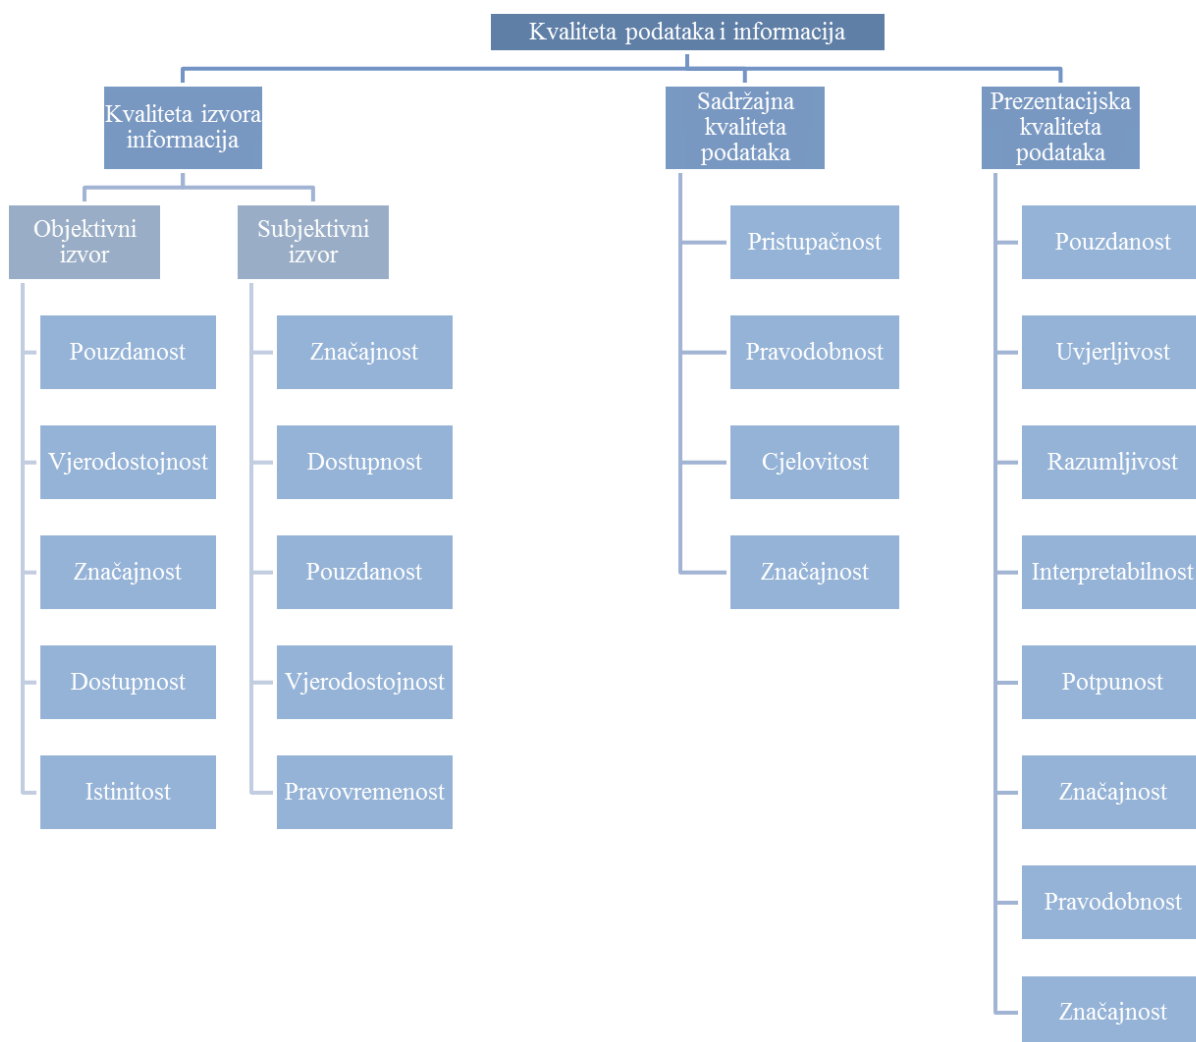 Kvaliteta podataka i informacija
Kvaliteta izvora
informacija
Objektivni
izvor
Pouzdanost
Vjerodostojnost
Značajnost
Dostupnost
Istinitost
Subjektivni
izvor
Značajnost
Dostupnost
Pouzdanost
Vjerodostojnost
Pravovremenost
Sadržajna
kvaliteta
podataka
Pristupačnost
Pravodobnost
Cjelovitost
Značajnost
Prezentacijska
kvaliteta
podataka
Pouzdanost
Uvjerljivost
Razumljivost
Interpretabilnost
Potpunost
Značajnost
Pravodobnost
Značajnost